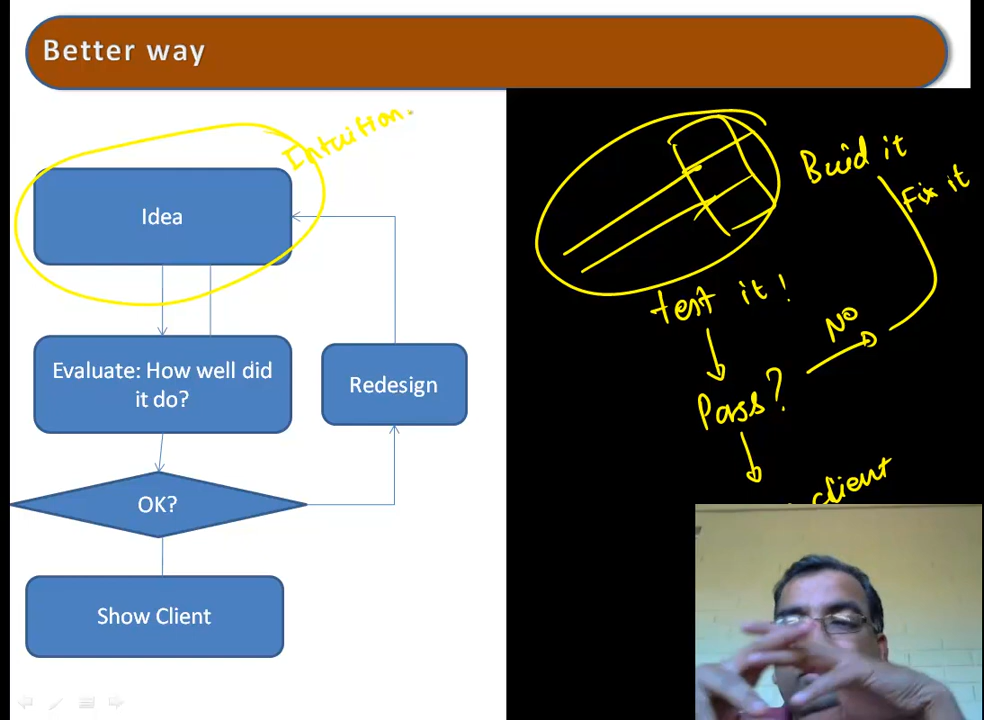 Better way
Intuition.
Idea
Evaluate: How well did
it do?
Redesign
OK?
Show Client
Buid it
Fix it
test it!
No
Pass?
client